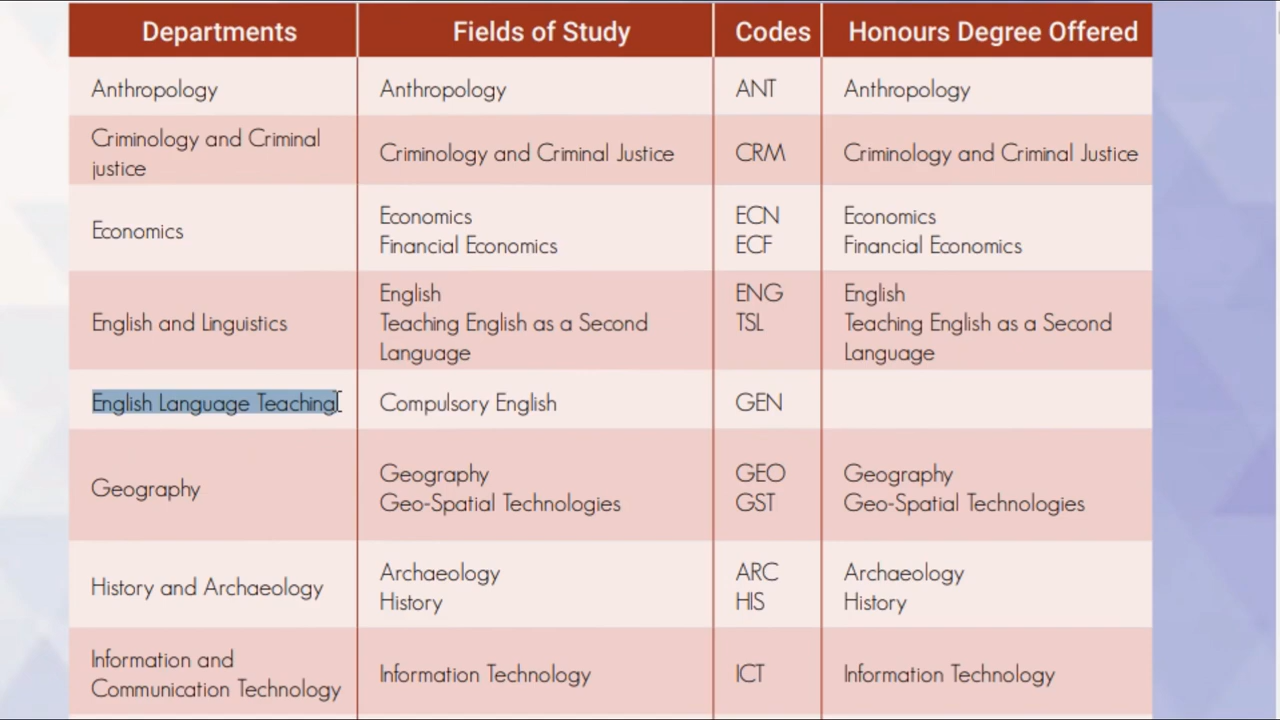 Departments Fields of Study Codes Honours Degree Offered
Anthropology Anthropology ANT Anthropology
Criminology and Criminal
justice
Criminology and Criminal Justice CRM Criminology and Criminal Justice
Economics
Economics ECN Economics
Financial Economics ECF Financial Economics
English and Linguistics
English ENG English
Teaching English as a Second TSL Teaching English as a Second
Language Language
English Language Teaching Compulsory English GEN
Geography
Geography GEO Geography
Geo-Spatial Technologies GST Geo-Spatial Technologies
History and Archaeology
Archaeology ARC Archaeology
History HIS History
Information and
Communication Technology
Information Technology ICT Information Technology